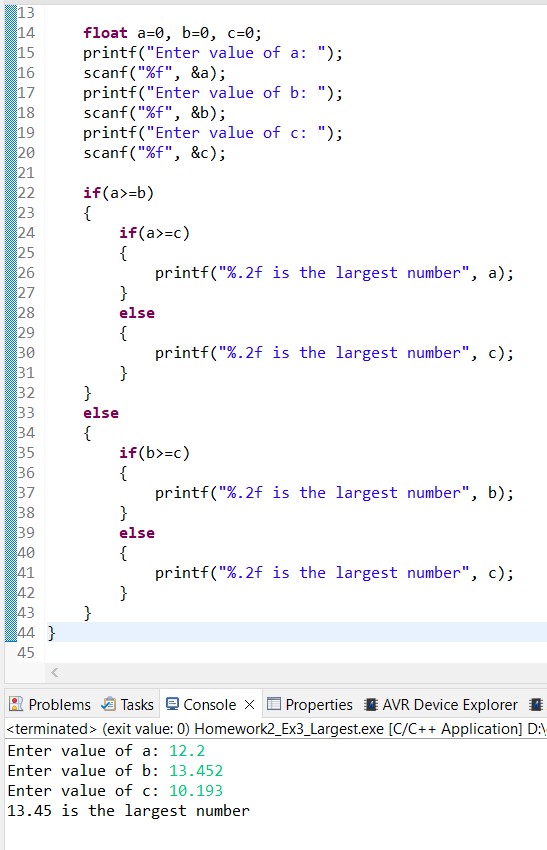 13
14 float a=0, b=0, c=0;
15 printf("Enter value of a: ");
16 scanf("%f", &a);
17 printf("Enter value of b: ");
18 scanf("%f", &b);
19 printf("Enter value of c: ");
20 scanf("%f", &c);
21
22 if(a>=b)
23 {
24 if(a>=c)
25 {
26 printf("%.2f is the largest number", a);
27 }
28 else
29 {
30 printf("%.2f is the largest number", c);
31 }
32 }
33 else
34 {
35 if(b>=c)
36 {
37 printf("%.2f is the largest number", b);
38 }
39 else
40 {
41 printf("%.2f is the largest number", c);
42 }
43 }
44 }
45
Problems Tasks Console Properties AVR Device Explorer
<terminated> (exit value: 0) Homework2_Ex3_Largest.exe [C/C++ Application] D:\
Enter value of a: 12.2
Enter value of b: 13.452
Enter value of c: 10.193
13.45 is the largest number